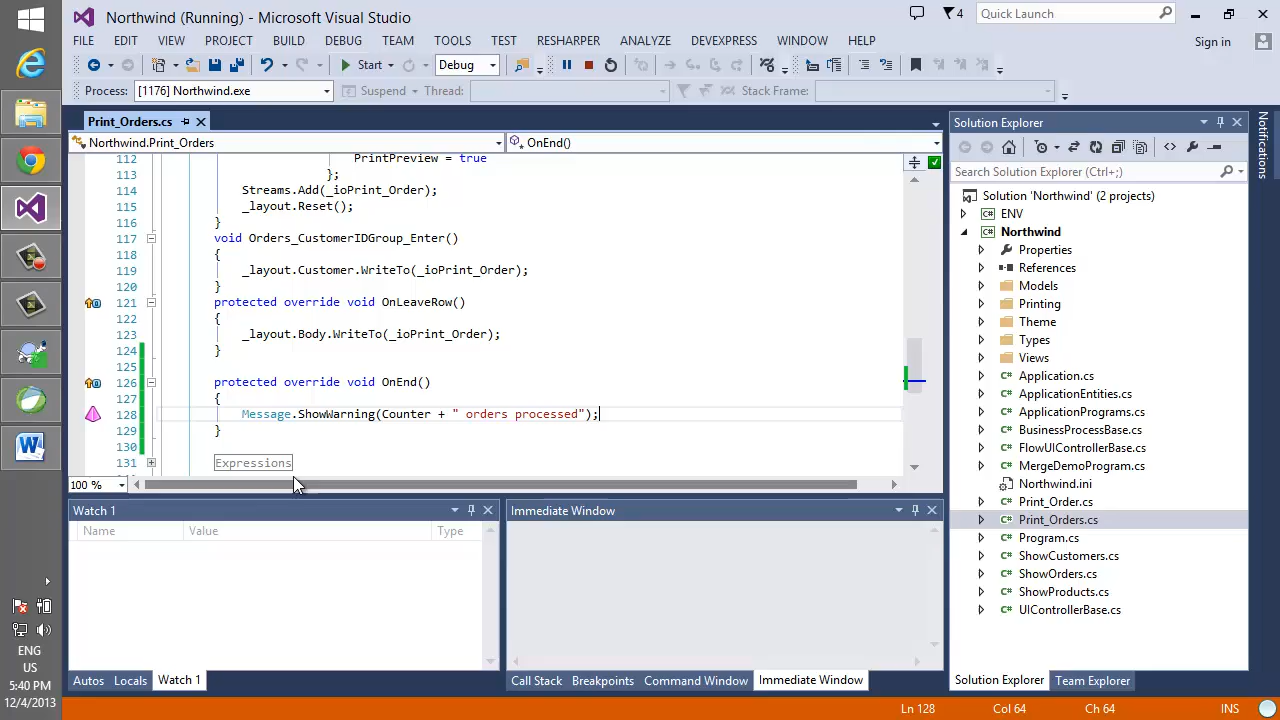 Northwind (Running) - Microsoft Visual Studio
4
Quick Launch
FILE EDIT VIEW PROJECT BUILD DEBUG TEAM TOOLS TEST RESHARPER ANALYZE DEVEXPRESS WINDOW HELP
Sign in
Start
Debug
Process: [1176] Northwind.exe
Suspend
Thread:
Stack Frame:
Print_Orders.cs
Northwind.Print_Orders
OnEnd()
112 PrintPreview = true
113 };
114 Streams.Add(_ioPrint_Order);
115 _layout.Reset();
116 }
117 void Orders_CustomerIDGroup_Enter()
118 {
119 _layout.Customer.WriteTo(_ioPrint_Order);
120 }
121 protected override void OnLeaveRow()
122 {
123 _layout.Body.WriteTo(_ioPrint_Order);
124 }
125
126 protected override void OnEnd()
127 {
128 Message.ShowWarning(Counter + " orders processed");
129 }
130
131 Expressions
100 %
Watch 1
Name Value Type
Autos Locals Watch 1
Immediate Window
Call Stack Breakpoints Command Window Immediate Window
Solution Explorer
Search Solution Explorer (Ctrl+;)
Solution 'Northwind' (2 projects)
C# ENV
C# Northwind
Properties
References
Models
Printing
Theme
Types
Views
C# Application.cs
C# ApplicationEntities.cs
C# ApplicationPrograms.cs
C# BusinessProcessBase.cs
C# FlowUIControllerBase.cs
C# MergeDemoProgram.cs
Northwind.ini
C# Print_Order.cs
C# Print_Orders.cs
C# Program.cs
C# ShowCustomers.cs
C# ShowOrders.cs
C# ShowProducts.cs
C# UIControllerBase.cs
Solution Explorer Team Explorer
Notifications
ENG
US
5:40 PM
12/4/2013
Ln 128 Col 64 Ch 64 INS